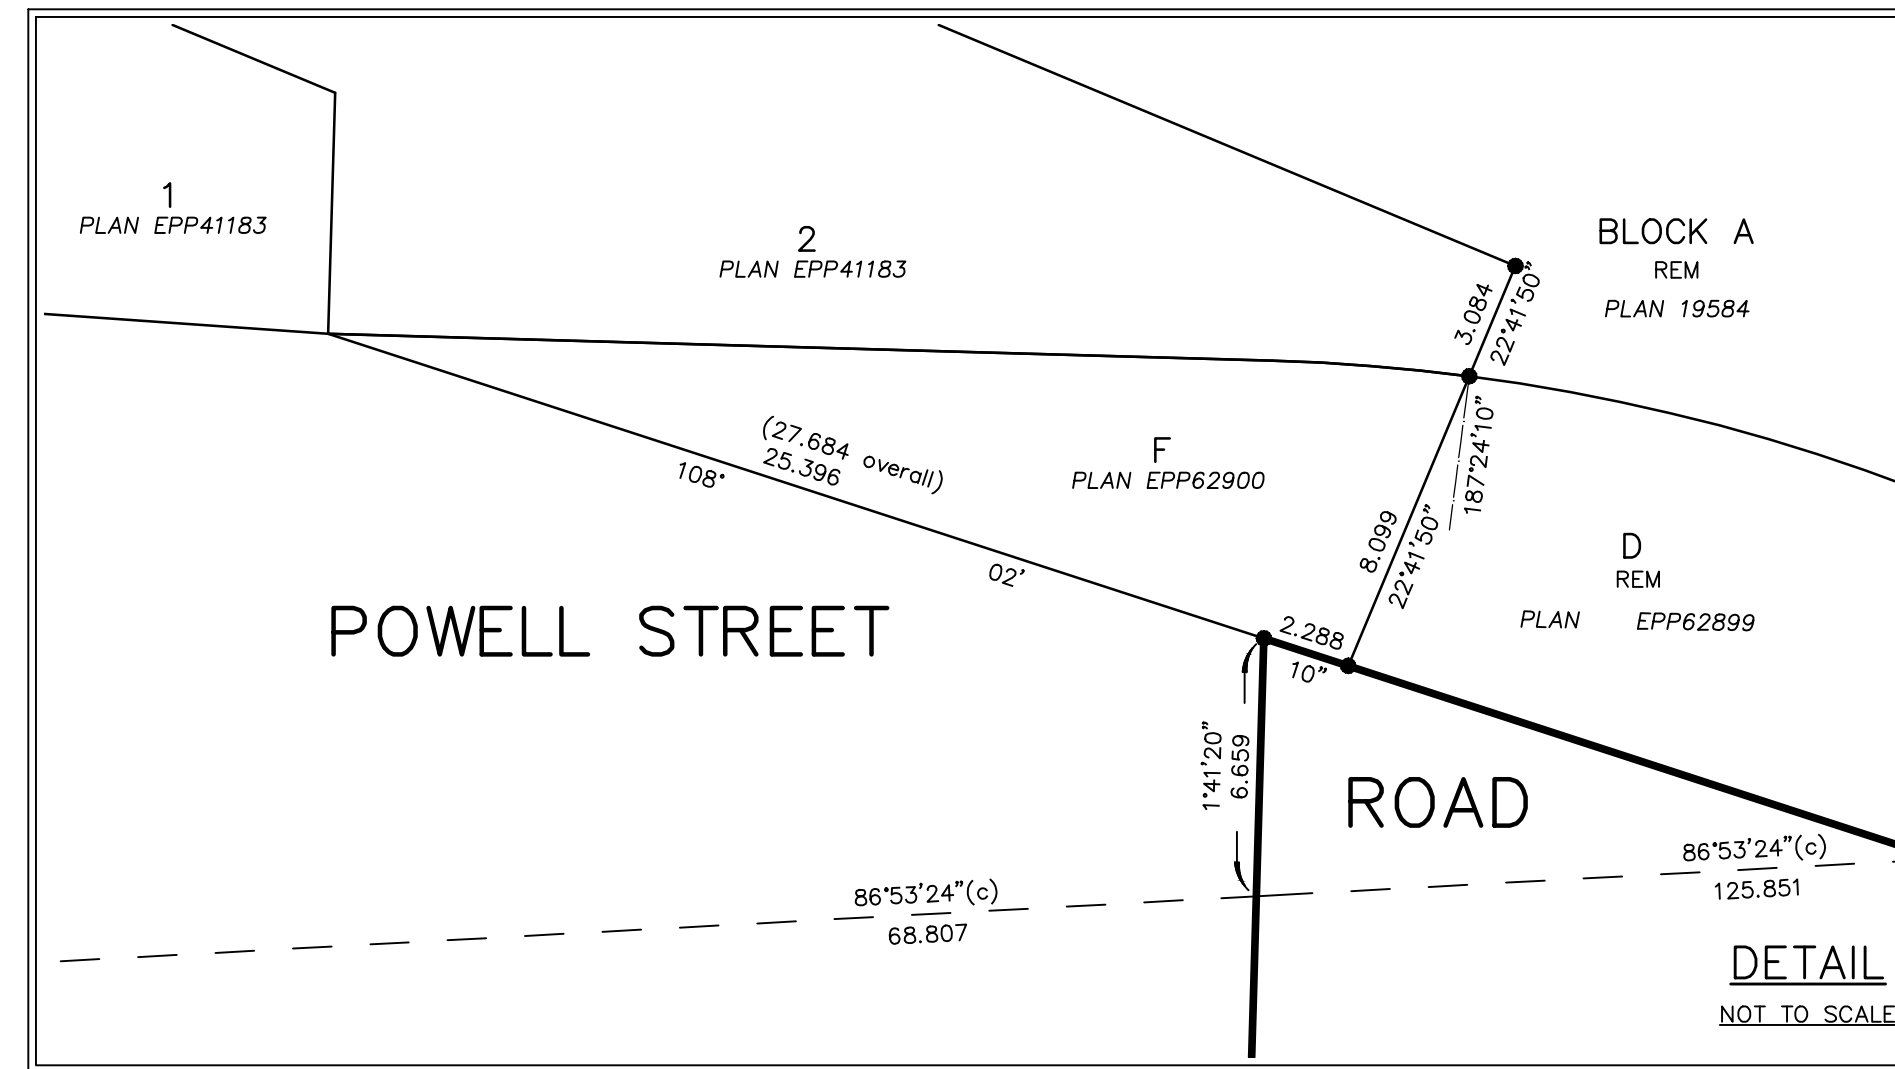 1
PLAN EPP41183
2
PLAN EPP41183
BLOCK A
REM
PLAN 19584
3.084
22°41'50"
(27.684 overall)
25.396
108°
02'
F
PLAN EPP62900
187°24'10"
8.099
22°41'50"
D
REM
PLAN EPP62899
POWELL STREET
2.288
10"
1°41'20"
6.659
ROAD
86°53'24"(c)
68.807
86°53'24"(c)
125.851
DETAIL
NOT TO SCALE